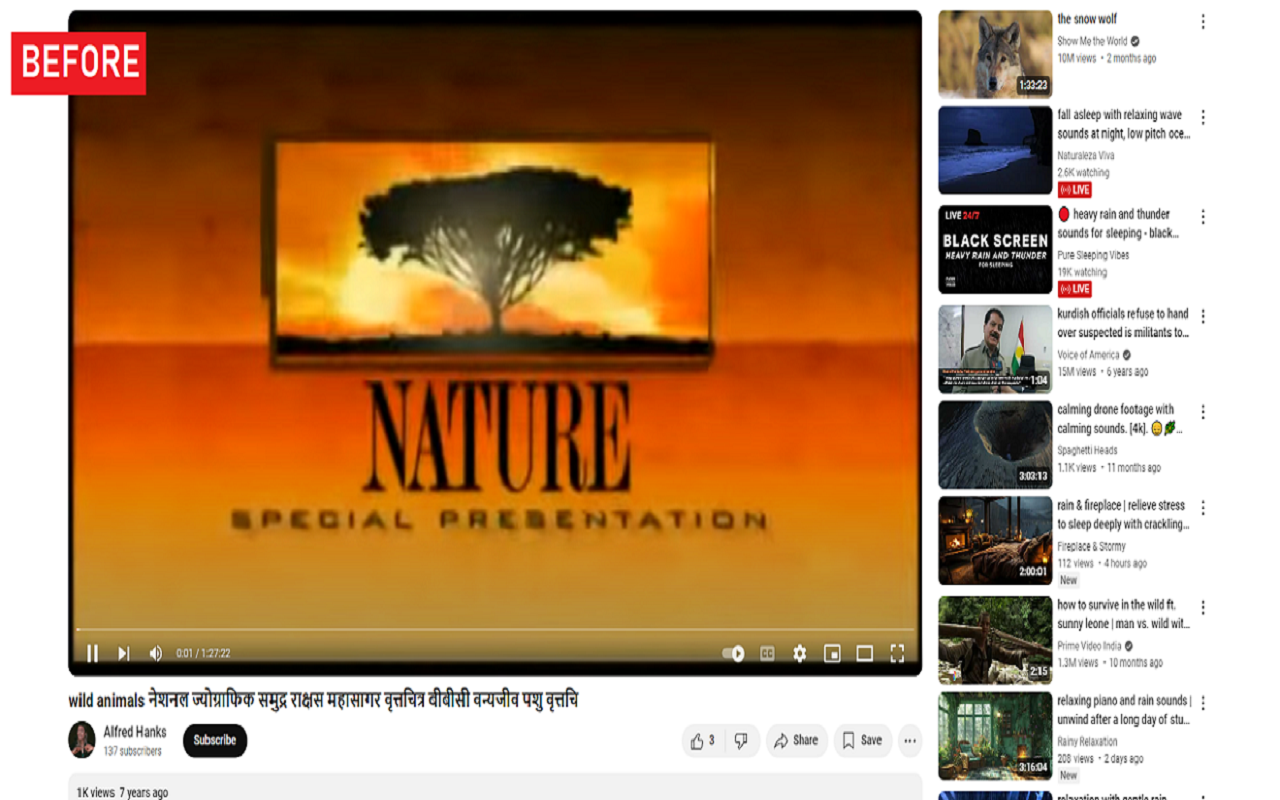 BEFORE
NATURE
SPECIAL PRESENTATION
0:01 / 1:27:22
CC
wild animals नेशनल ज्योग्राफिक समुद्र राक्षस महासागर वृत्तचित्र बीबीसी वन्यजीव पशु वृत्तचि
Alfred Hanks
137 subscribers
Subscribe
3
Share
Save
1K views 7 years ago
the snow wolf
Show Me the World
10M views • 2 months ago
1:33:23
fall asleep with relaxing wave
sounds at night, low pitch oce...
Naturaleza Viva
2.6K watching
LIVE
LIVE 24/7
BLACK SCREEN
HEAVY RAIN AND THUNDER
FOR SLEEPING
heavy rain and thunder
sounds for sleeping - black...
Pure Sleeping Vibes
19K watching
LIVE
kurdish officials refuse to hand
over suspected is militants to...
Voice of America
15M views • 6 years ago
1:04
calming drone footage with
calming sounds. [4k]. 😴🌿...
Spaghetti Heads
1.1K views • 11 months ago
3:03:13
rain & fireplace | relieve stress
to sleep deeply with crackling...
Fireplace & Stormy
112 views • 4 hours ago
New
2:00:01
how to survive in the wild ft.
sunny leone | man vs. wild wit...
Prime Video India
1.3M views • 10 months ago
2:15
relaxing piano and rain sounds |
unwind after a long day of stu...
Rainy Relaxation
208 views • 2 days ago
New
3:16:04